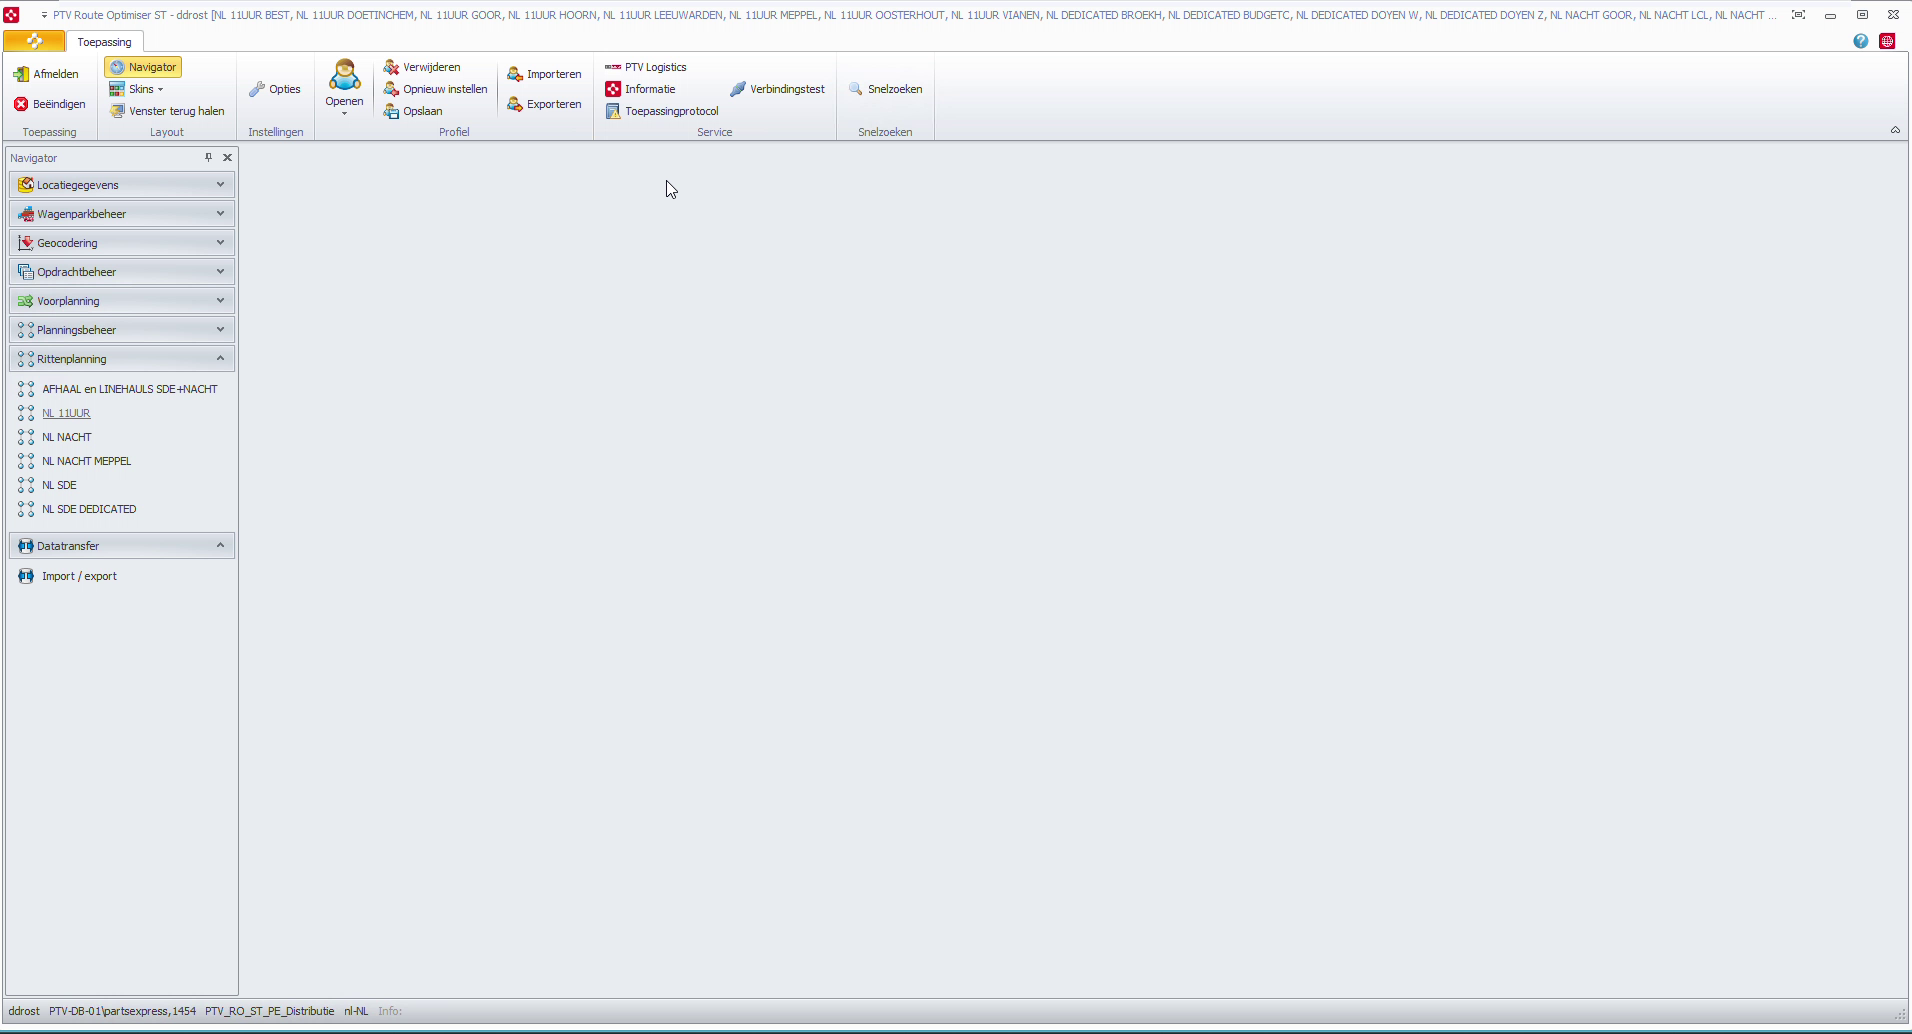 PTV Route Optimiser ST - ddrost [NL 11UUR BEST, NL 11UUR DOETINCHEM, NL 11UUR GOOR, NL 11UUR HOORN, NL 11UUR LEEUWARDEN, NL 11UUR MEPPEL, NL 11UUR OOSTERHOUT, NL 11UUR VIANEN, NL DEDICATED BROEKH, NL DEDICATED BUDGETC, NL DEDICATED DOYEN W, NL DEDICATED DOYEN Z, NL NACHT GOOR, NL NACHT LCL, NL NACHT ...
Toepassing
Afmelden
Beëindigen
Toepassing
Navigator
Skins
Venster terug halen
Layout
Opties
Instellingen
Openen
Verwijderen
Opnieuw instellen
Opslaan
Importeren
Exporteren
Profiel
PTV Logistics
Informatie
Toepassingprotocol
Verbindingstest
Service
Snelzoeken
Snelzoeken
Navigator
Locatiegegevens
Wagenparkbeheer
Geocodering
Opdrachtbeheer
Voorplanning
Planningsbeheer
Rittenplanning
AFHAAL en LINEHAULS SDE+NACHT
NL 11UUR
NL NACHT
NL NACHT MEPPEL
NL SDE
NL SDE DEDICATED
Datatransfer
Import / export
ddrost PTV-DB-01\partsexpress,1454 PTV_RO_ST_PE_Distributie nl-NL Info: